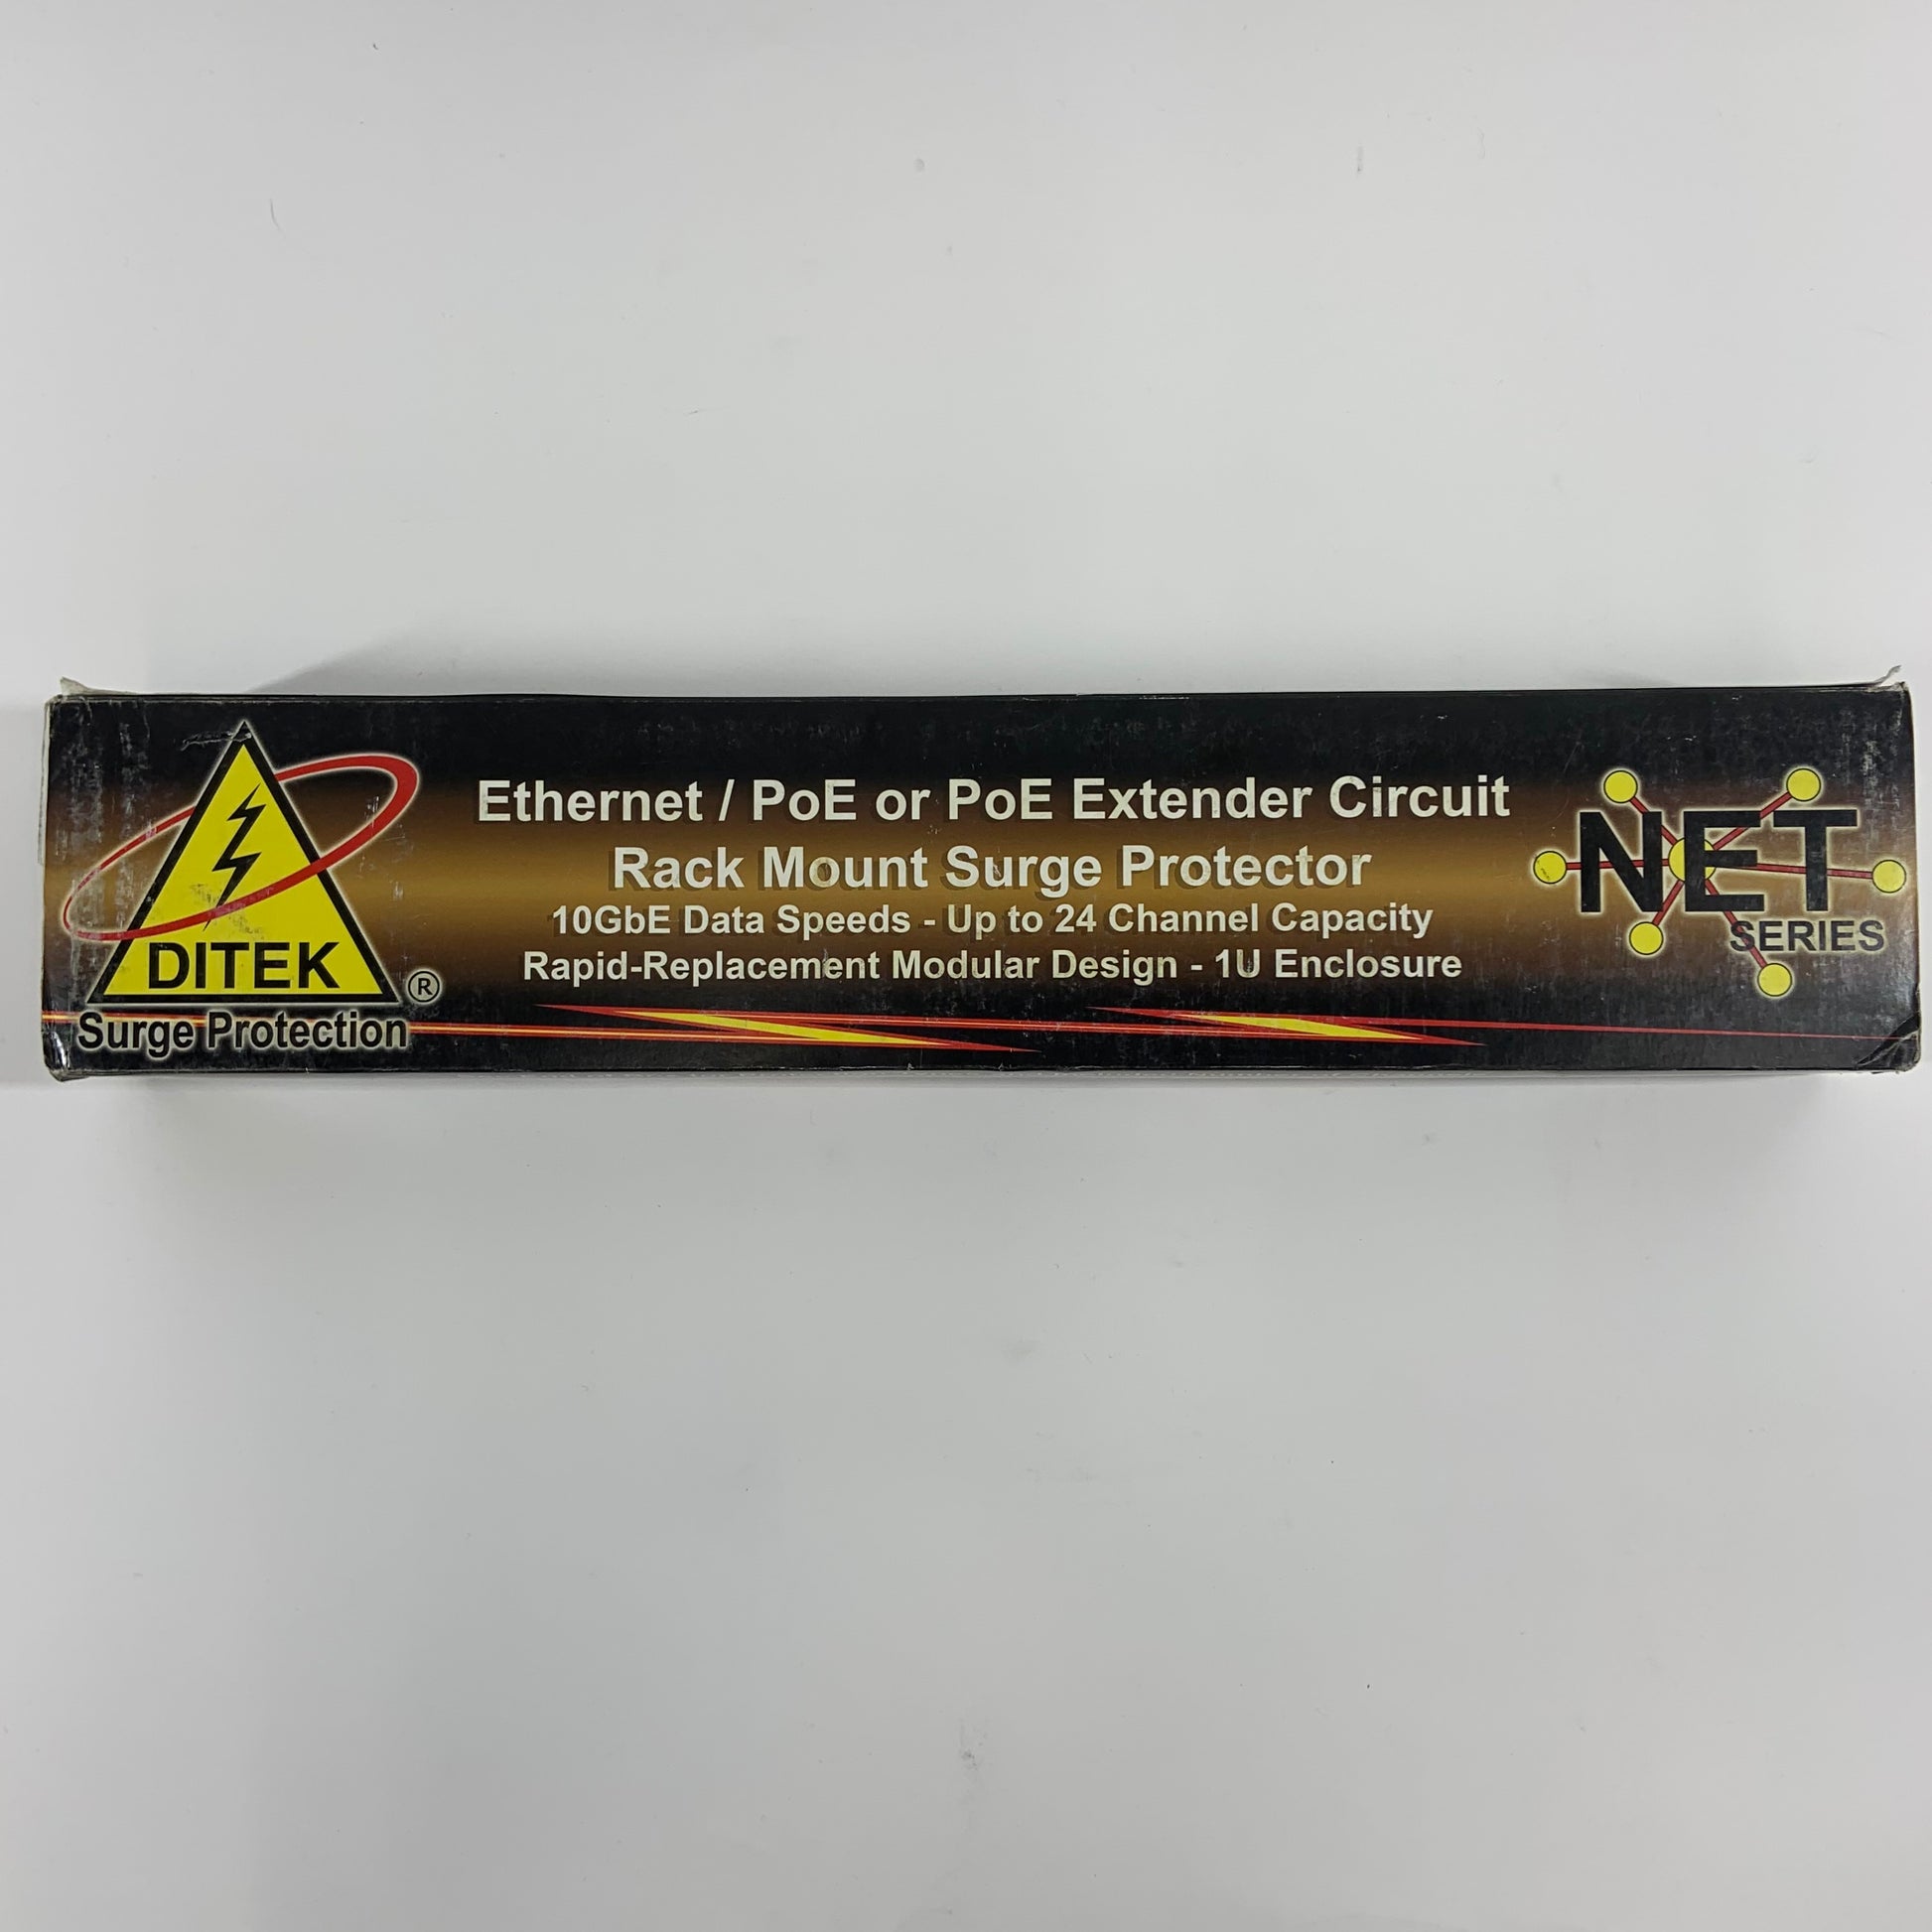 DITEK
®
Surge Protection
Ethernet / PoE or PoE Extender Circuit
Rack Mount Surge Protector
10GbE Data Speeds - Up to 24 Channel Capacity
Rapid-Replacement Modular Design - 1U Enclosure
NET
SERIES